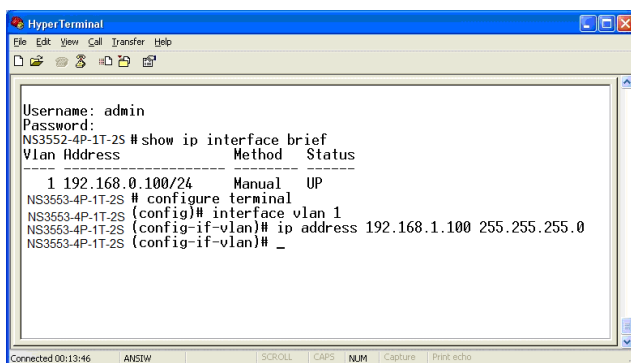 HyperTerminal
File Edit View Call Transfer Help
Username: admin
Password:
NS3552-4P-1T-2S # show ip interface brief
Vlan Address Method Status
---- -------------------- -------- ------
1 192.168.0.100/24 Manual UP
NS3553-4P-1T-2S # configure terminal
NS3553-4P-1T-2S (config)# interface vlan 1
NS3553-4P-1T-2S (config-if-vlan)# ip address 192.168.1.100 255.255.255.0
NS3553-4P-1T-2S (config-if-vlan)# _
Connected 00:13:46 ANSIW SCROLL CAPS NUM Capture Print echo